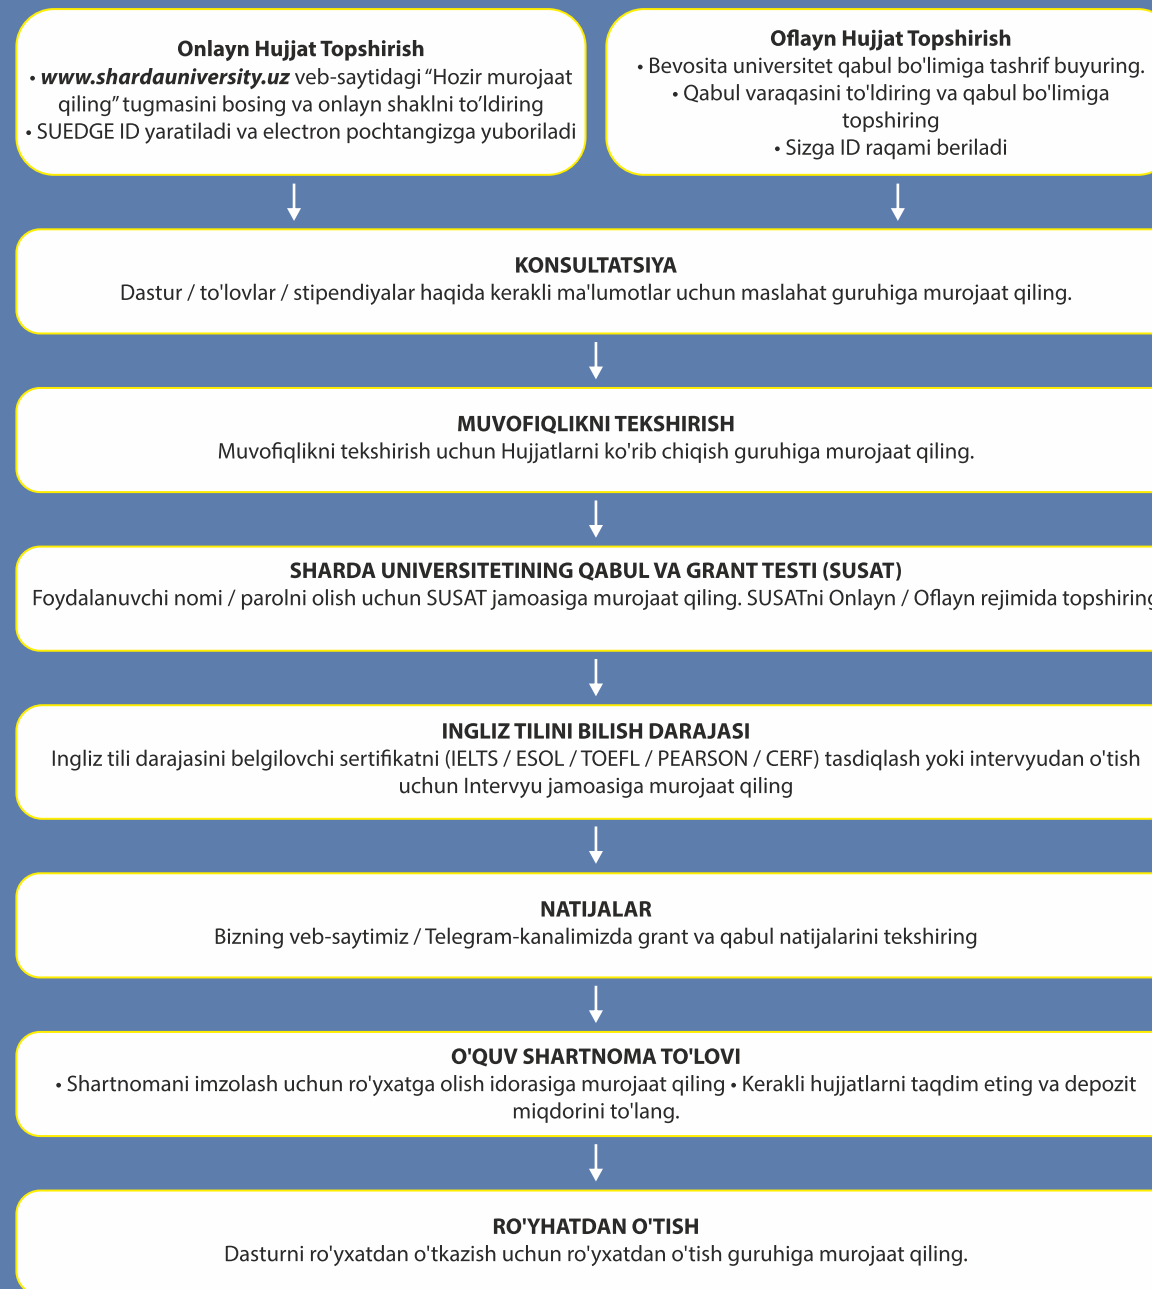 Onlayn Hujjat Topshirish
• www.shardauniversity.uz veb-saytidagi “Hozir murojaat
qiling” tugmasini bosing va onlayn shaklni to’ldiring
• SUEDGE ID yaratiladi va electron pochtangizga yuboriladi
Oflayn Hujjat Topshirish
• Bevosita universitet qabul bo'limiga tashrif buyuring.
• Qabul varaqasini to'ldiring va qabul bo'limiga
topshiring
• Sizga ID raqami beriladi
KONSULTATSIYA
Dastur / to'lovlar / stipendiyalar haqida kerakli ma'lumotlar uchun maslahat guruhiga murojaat qiling.
MUVOFIQLIKNI TEKSHIRISH
Muvofiqlikni tekshirish uchun Hujjatlarni ko'rib chiqish guruhiga murojaat qiling.
SHARDA UNIVERSITETINING QABUL VA GRANT TESTI (SUSAT)
Foydalanuvchi nomi / parolni olish uchun SUSAT jamoasiga murojaat qiling. SUSATni Onlayn / Oflayn rejimida topshiring
INGLIZ TILINI BILISH DARAJASI
Ingliz tili darajasini belgilovchi sertifikatni (IELTS / ESOL / TOEFL / PEARSON / CERF) tasdiqlash yoki intervyudan o'tish
uchun Intervyu jamoasiga murojaat qiling
NATIJALAR
Bizning veb-saytimiz / Telegram-kanalimizda grant va qabul natijalarini tekshiring
O'QUV SHARTNOMA TO'LOVI
• Shartnomani imzolash uchun ro'yxatga olish idorasiga murojaat qiling • Kerakli hujjatlarni taqdim eting va depozit
miqdorini to'lang.
RO'YHATDAN O'TISH
Dasturni ro'yxatdan o'tkazish uchun ro'yxatdan o'tish guruhiga murojaat qiling.